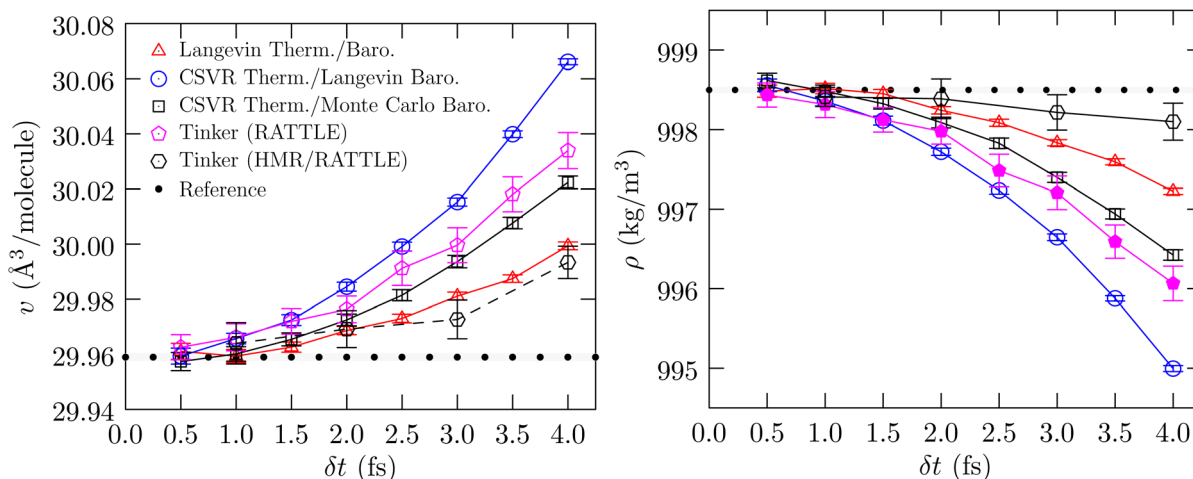 30.08
30.06
30.04
30.02
30.00
29.98
29.96
29.94
v (Å³/molecule)
Langevin Therm./Baro.
CSVR Therm./Langevin Baro.
CSVR Therm./Monte Carlo Baro.
Tinker (RATTLE)
Tinker (HMR/RATTLE)
Reference
0.0 0.5 1.0 1.5 2.0 2.5 3.0 3.5 4.0
δt (fs)
999
998
997
996
995
ρ (kg/m³)
0.0 0.5 1.0 1.5 2.0 2.5 3.0 3.5 4.0
δt (fs)